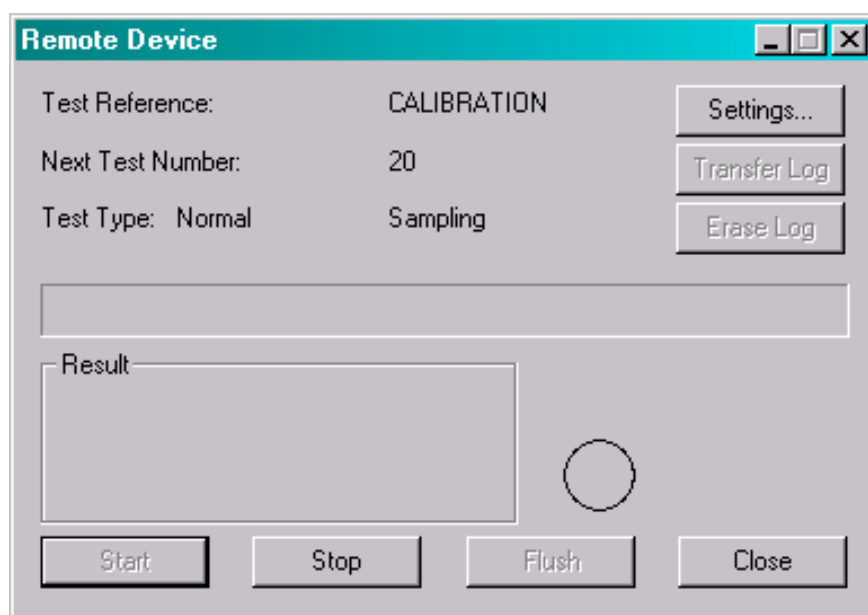 Remote Device
Test Reference: CALIBRATION Settings...
Next Test Number: 20 Transfer Log
Test Type: Normal Sampling Erase Log
Result
Start Stop Flush Close